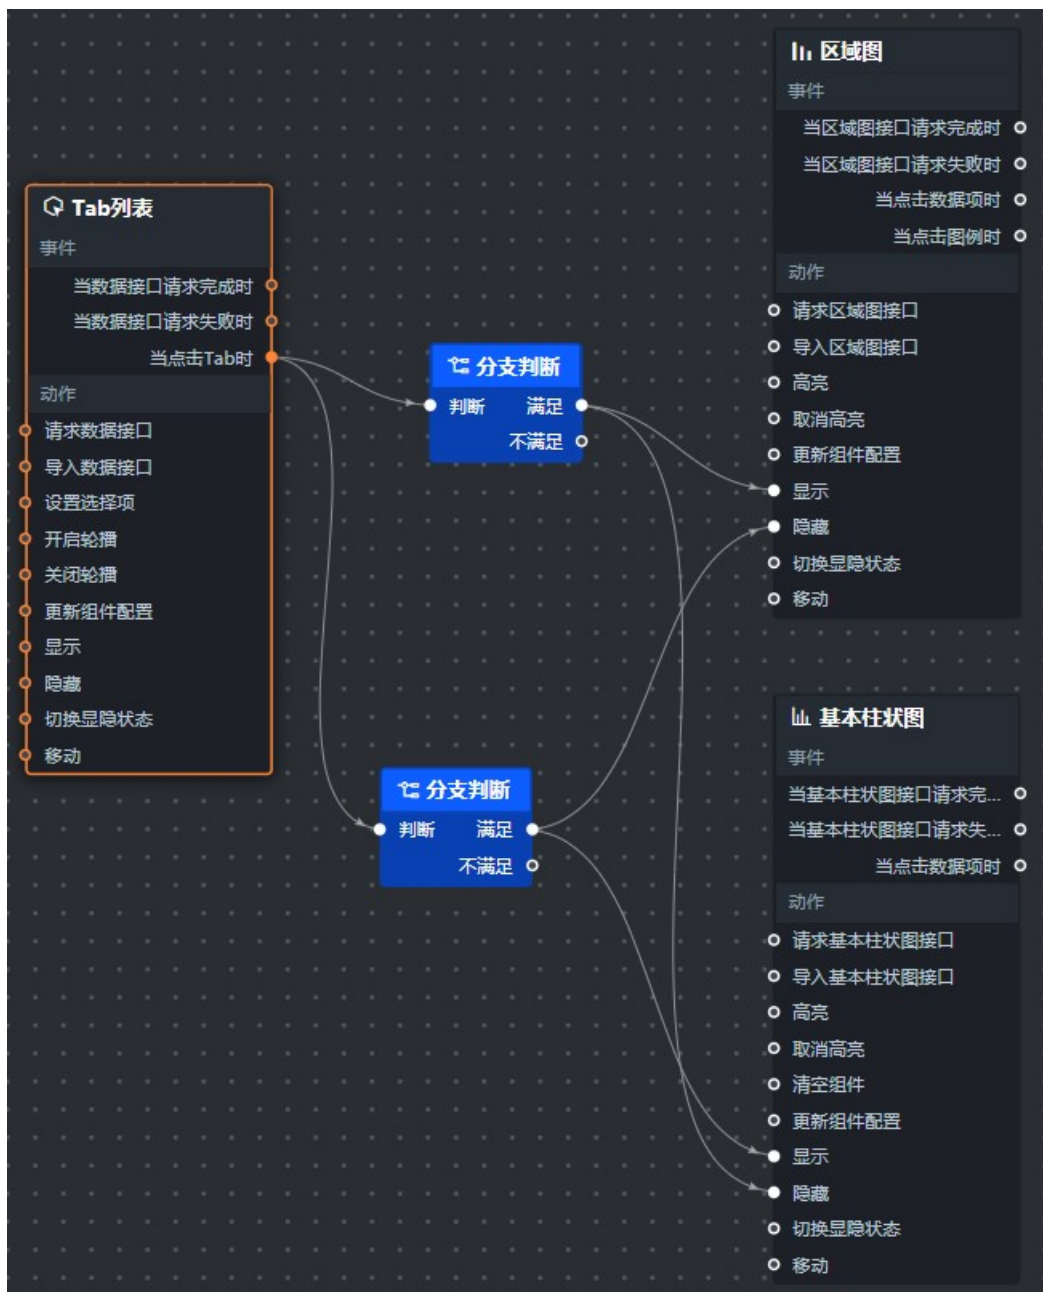 Tab列表
事件
当数据接口请求完成时
当数据接口请求失败时
当点击Tab时
动作
请求数据接口
导入数据接口
设置选择项
开启轮播
关闭轮播
更新组件配置
显示
隐藏
切换显隐状态
移动
分支判断
判断 满足
不满足
分支判断
判断 满足
不满足
区域图
事件
当区域图接口请求完成时
当区域图接口请求失败时
当点击数据项时
当点击图例时
动作
请求区域图接口
导入区域图接口
高亮
取消高亮
更新组件配置
显示
隐藏
切换显隐状态
移动
基本柱状图
事件
当基本柱状图接口请求完...
当基本柱状图接口请求失...
当点击数据项时
动作
请求基本柱状图接口
导入基本柱状图接口
高亮
取消高亮
清空组件
更新组件配置
显示
隐藏
切换显隐状态
移动